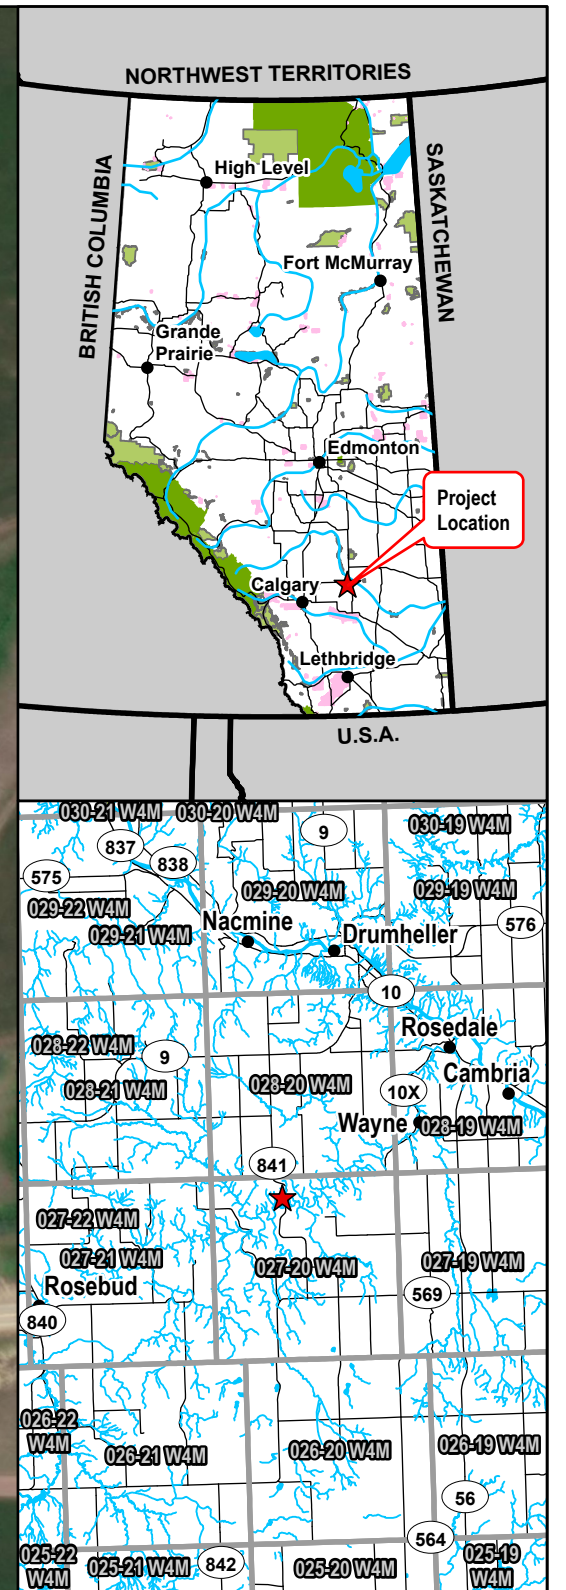 NORTHWEST TERRITORIES
BRITISH COLUMBIA
SASKATCHEWAN
High Level
Fort McMurray
Grande
Prairie
Edmonton
Project
Location
Calgary
Lethbridge
U.S.A.
030-21 W4M
030-20 W4M
9
030-19 W4M
837
838
575
029-20 W4M
029-19 W4M
029-22 W4M
Nacmine
576
029-21 W4M
Drumheller
10
Rosedale
028-22 W4M
9
Cambria
028-21 W4M
028-20 W4M
10X
Wayne
028-19 W4M
841
027-22 W4M
027-21 W4M
027-20 W4M
027-19 W4M
Rosebud
569
840
026-22
W4M
026-21 W4M
026-20 W4M
026-19 W4M
56
564
025-22
W4M
025-21 W4M
842
025-20 W4M
025-19
W4M